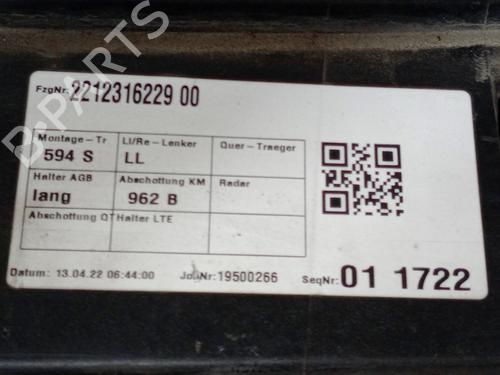 B-PARTS
FzgNr: 2212316229 00
Montage-Tr Li/Re-Lenker Quer-Traeger
594 S LL
Halter AGB Abschottung KM Radar
lang 962 B
Abschottung QT Halter LTE
Datum: 13.04.22 06:44:00 JobNr: 19500266 SeqNr: 01 1722